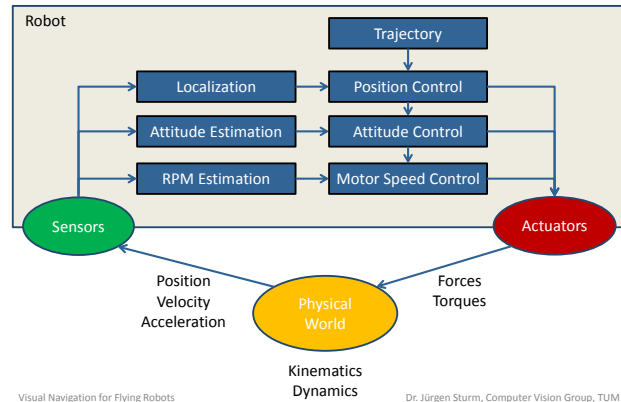 Robot
Trajectory
Localization
Position Control
Attitude Estimation
Attitude Control
RPM Estimation
Motor Speed Control
Sensors
Actuators
Position
Velocity
Acceleration
Physical
World
Forces
Torques
Kinematics
Dynamics
Visual Navigation for Flying Robots
Dr. Jürgen Sturm, Computer Vision Group, TUM